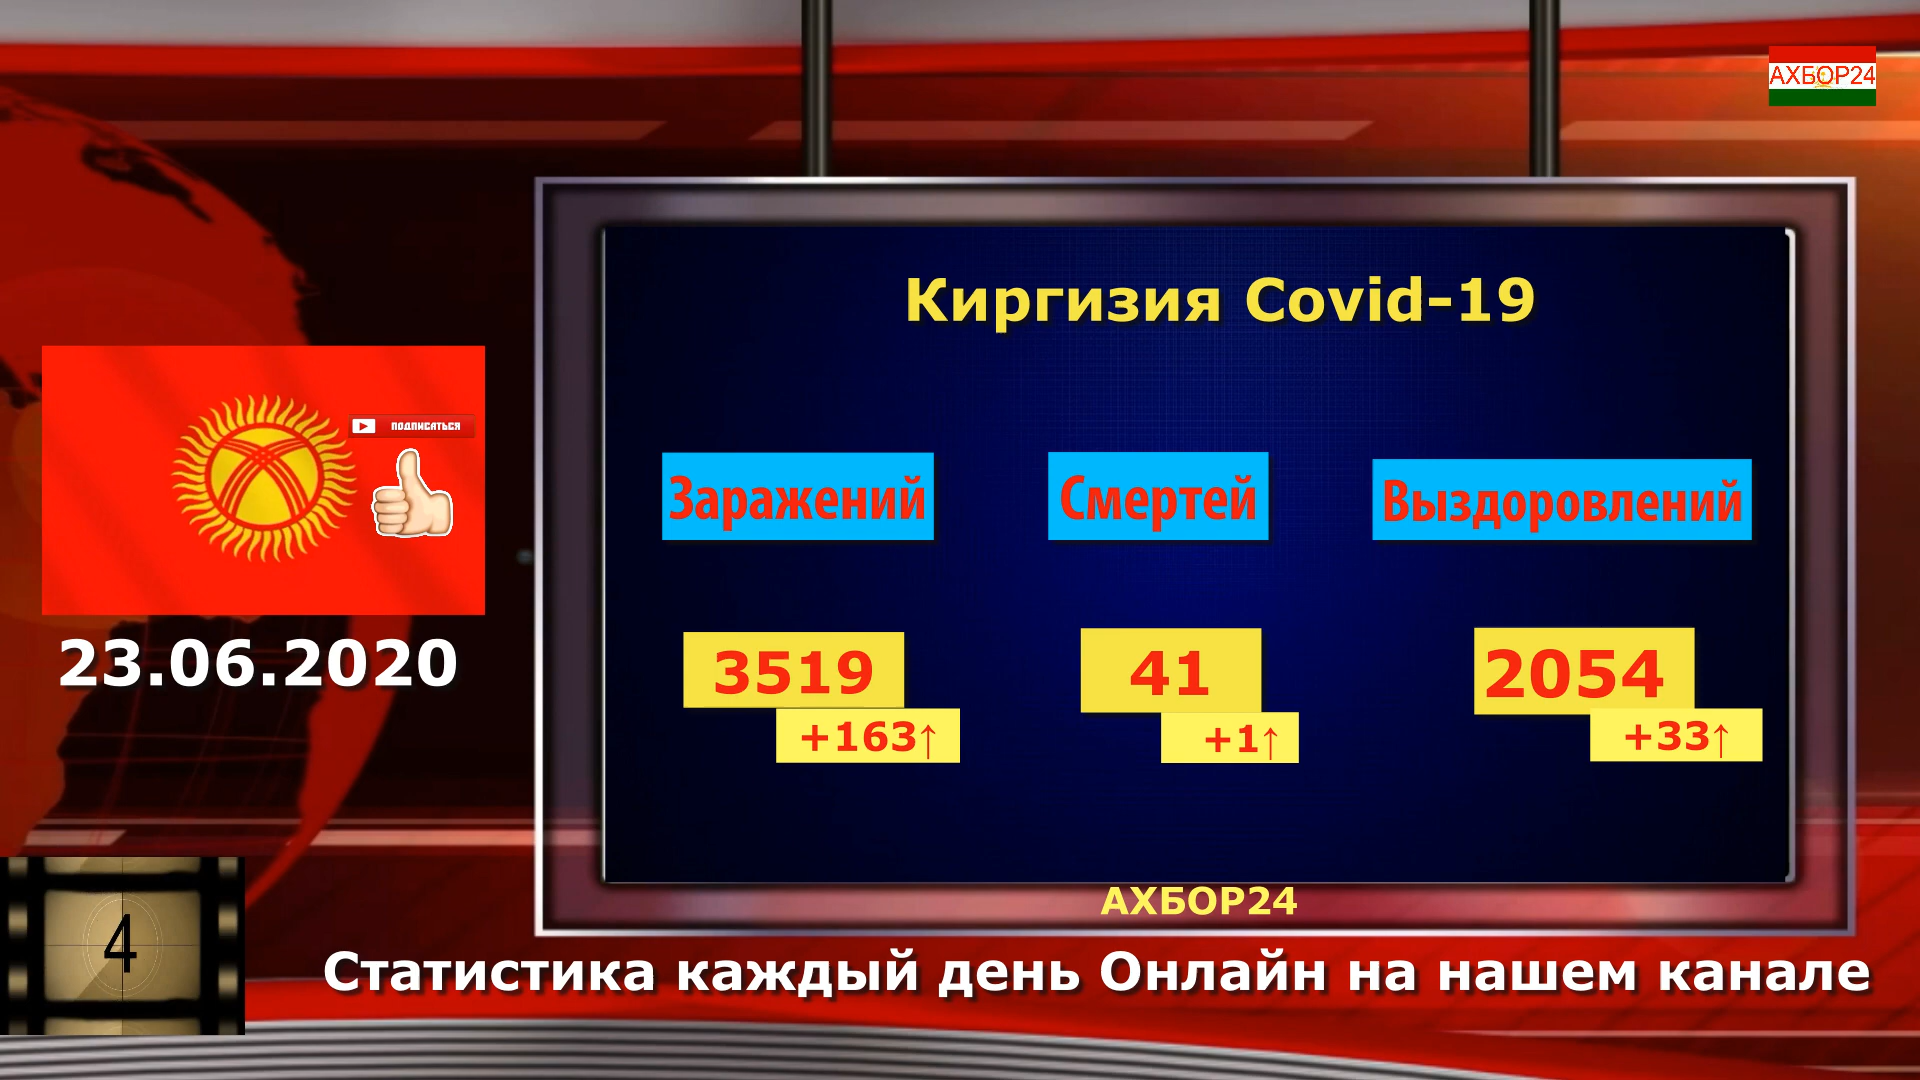 АХБОР24
Киргизия Covid-19
ПОДПИСАТЬСЯ
Заражений Смертей Выздоровлений
23.06.2020
3519 41 2054
+163↑ +1↑ +33↑
АХБОР24
4
Статистика каждый день Онлайн на нашем канале